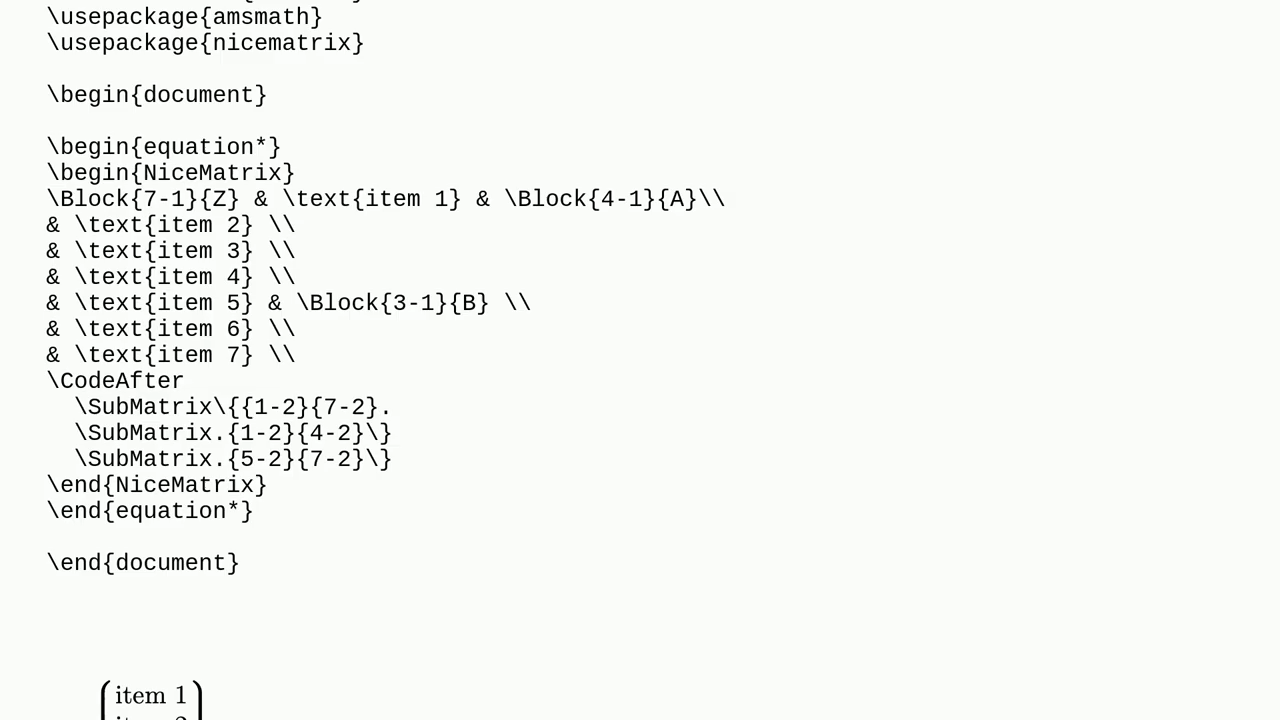 \usepackage{amsmath}
\usepackage{nicematrix}

\begin{document}

\begin{equation*}
\begin{NiceMatrix}
\Block{7-1}{Z} & \text{item 1} & \Block{4-1}{A}\\
& \text{item 2} \\
& \text{item 3} \\
& \text{item 4} \\
& \text{item 5} & \Block{3-1}{B} \\
& \text{item 6} \\
& \text{item 7} \\
\CodeAfter
  \SubMatrix\{{1-2}{7-2}.
  \SubMatrix.{1-2}{4-2}\}
  \SubMatrix.{5-2}{7-2}\}
\end{NiceMatrix}
\end{equation*}

\end{document}

item 1